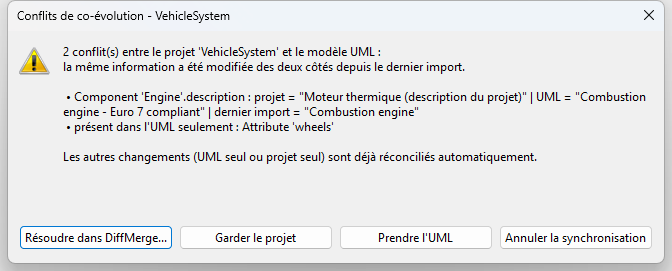 Conflits de co-évolution - VehicleSystem
2 conflit(s) entre le projet 'VehicleSystem' et le modèle UML :
la même information a été modifiée des deux côtés depuis le dernier import.
• Component 'Engine'.description : projet = "Moteur thermique (description du projet)" | UML = "Combustion
engine - Euro 7 compliant" | dernier import = "Combustion engine"
• présent dans l'UML seulement : Attribute 'wheels'
Les autres changements (UML seul ou projet seul) sont déjà réconciliés automatiquement.
Résoudre dans DiffMerge...
Garder le projet
Prendre l'UML
Annuler la synchronisation